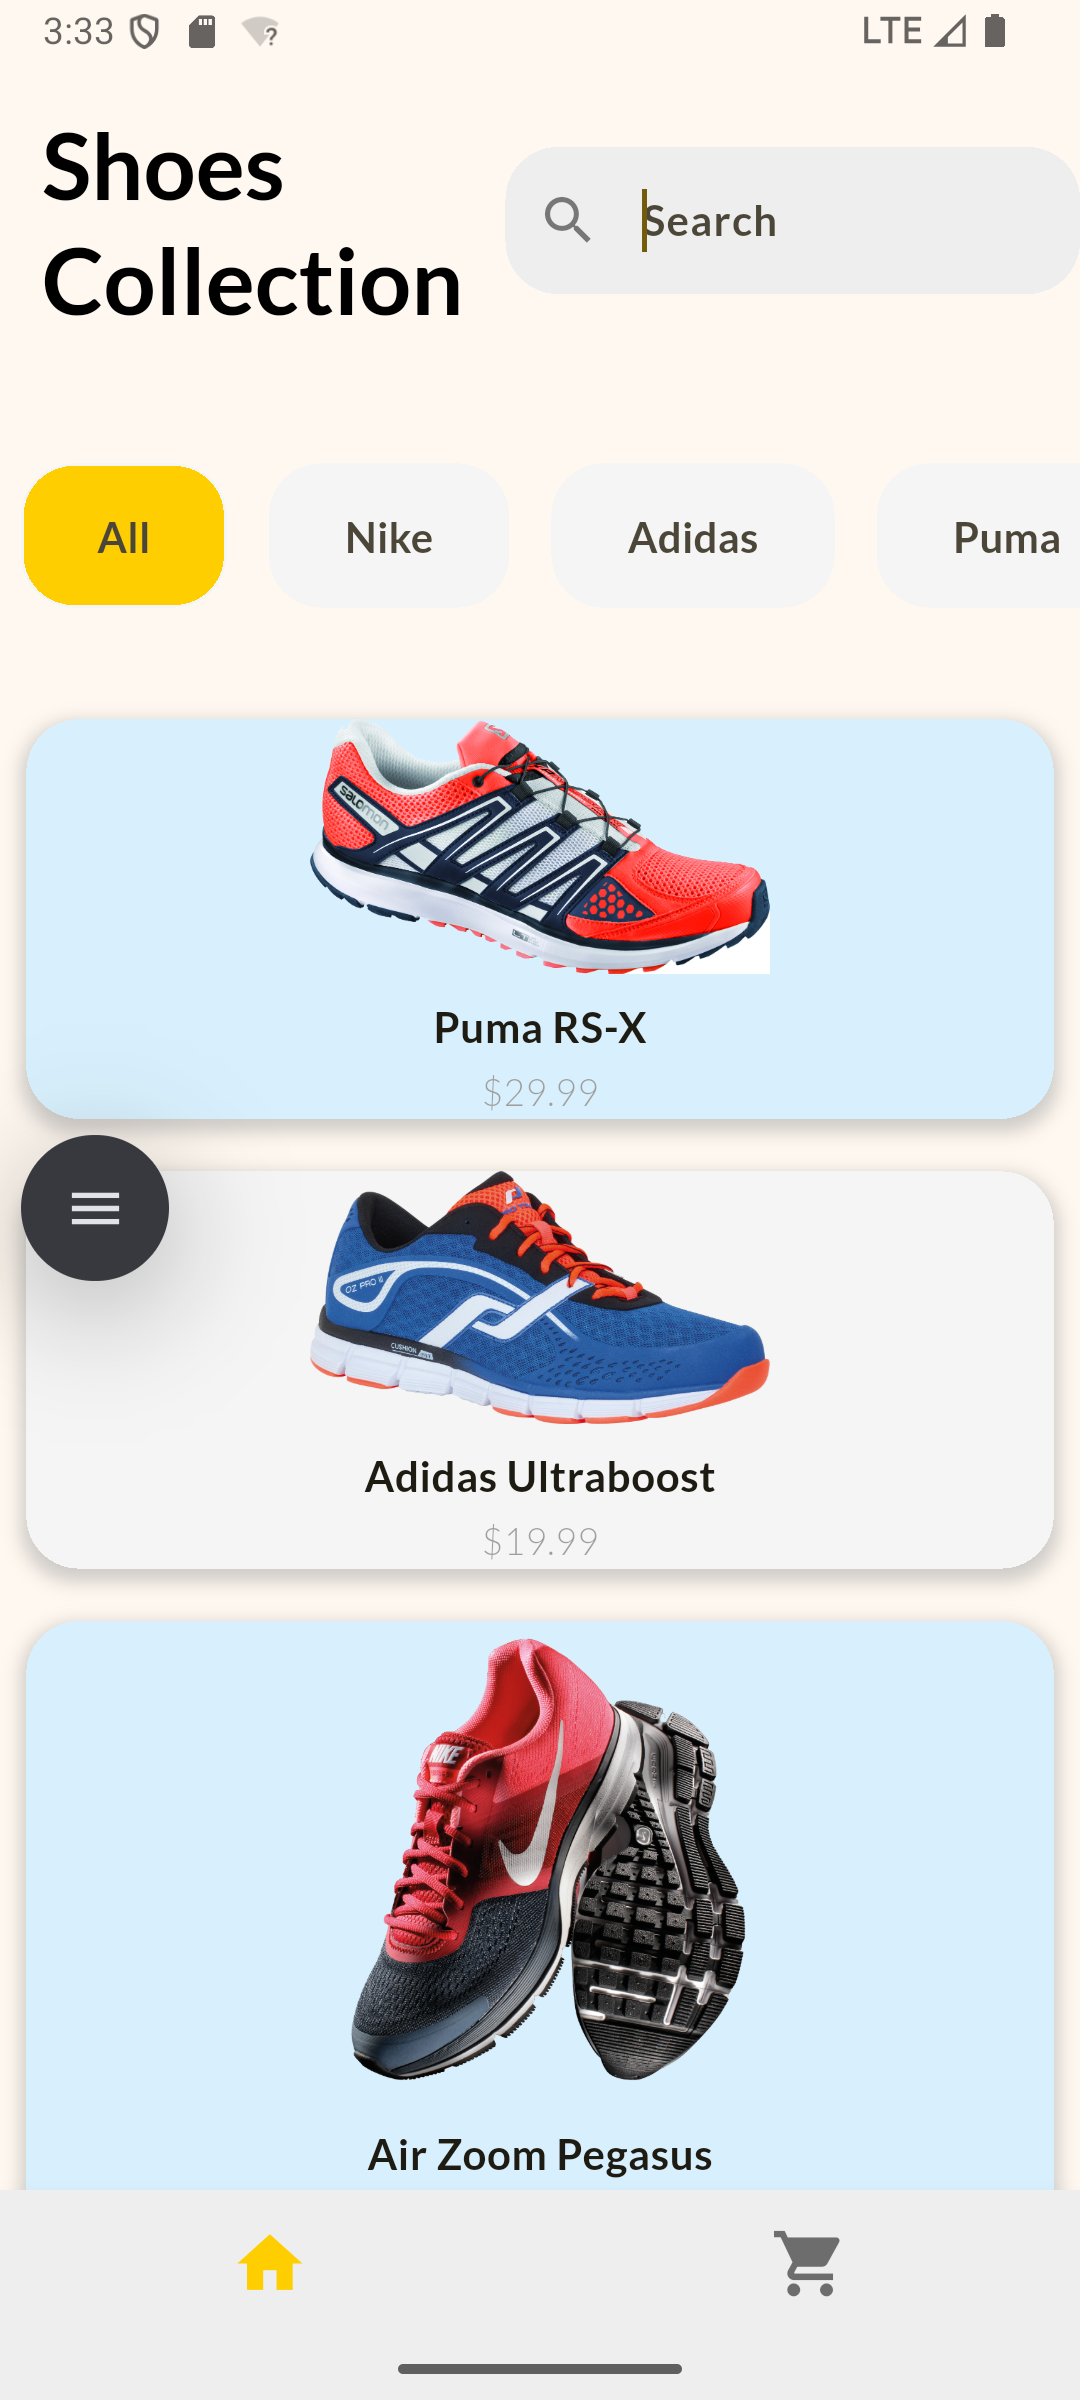 3:33
LTE
Shoes
Collection
Search
All
Nike
Adidas
Puma
salomon
Puma RS-X
$29.99
OZ PRO
CUSHION
Adidas Ultraboost
$19.99
NIKE
Air Zoom Pegasus